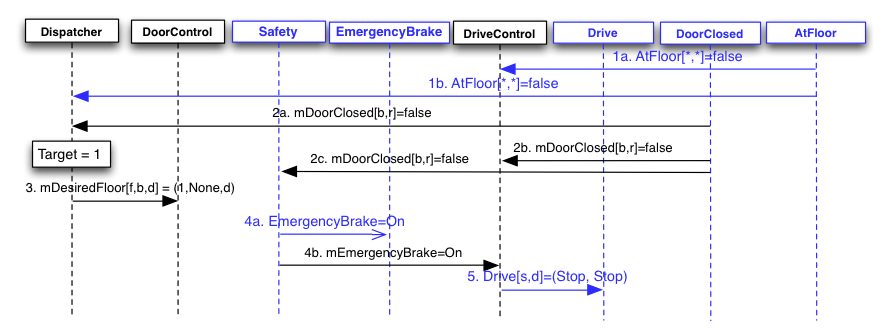 Dispatcher
DoorControl
Safety
EmergencyBrake
DriveControl
Drive
DoorClosed
AtFloor
1a. AtFloor[*,*]=false
1b. AtFloor[*,*]=false
2a. mDoorClosed[b,r]=false
2b. mDoorClosed[b,r]=false
Target = 1
2c. mDoorClosed[b,r]=false
3. mDesiredFloor[f,b,d] = (1,None,d)
4a. EmergencyBrake=On
4b. mEmergencyBrake=On
5. Drive[s,d]=(Stop, Stop)